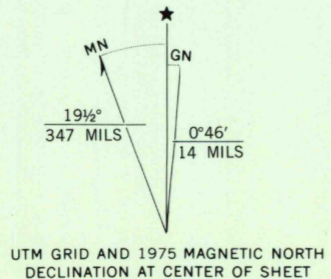 ★
MN
GN
19½°
347 MILS
0°46′
14 MILS
UTM GRID AND 1975 MAGNETIC NORTH
DECLINATION AT CENTER OF SHEET